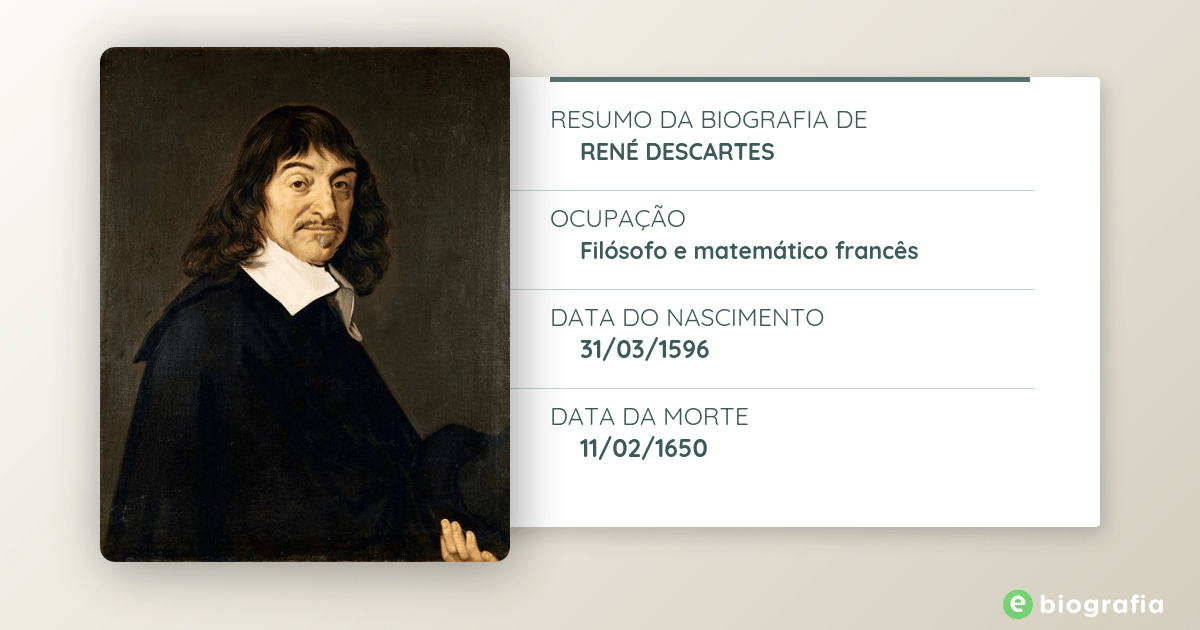 RESUMO DA BIOGRAFIA DE
RENÉ DESCARTES
OCUPAÇÃO
Filósofo e matemático francês
DATA DO NASCIMENTO
31/03/1596
DATA DA MORTE
11/02/1650
e biografia